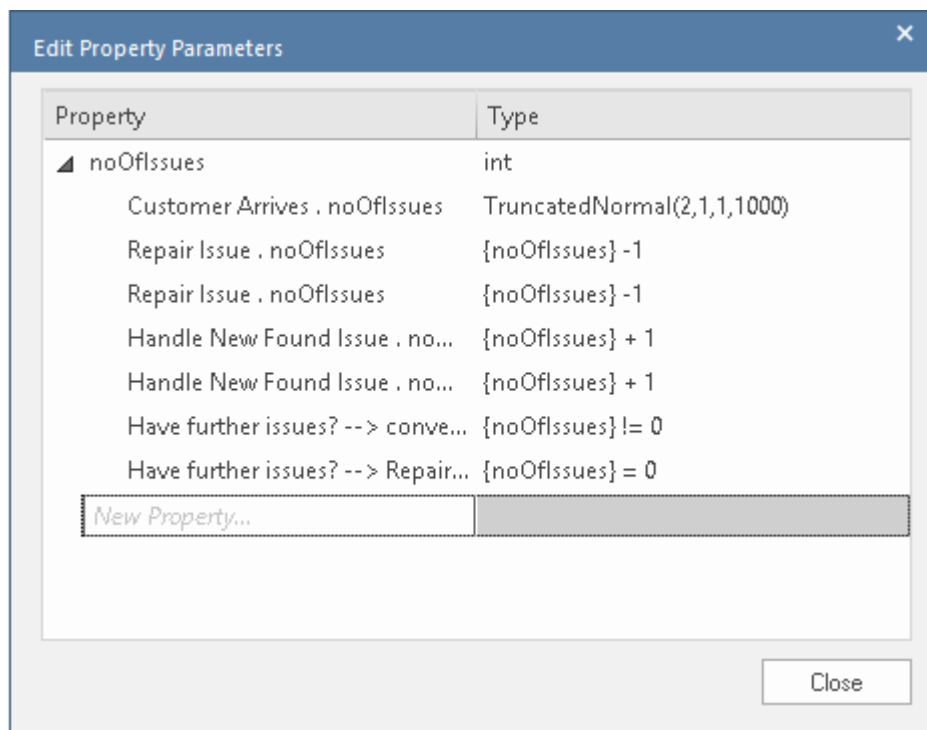 Edit Property Parameters
Property Type
noOfIssues int
Customer Arrives . noOfIssues TruncatedNormal(2,1,1,1000)
Repair Issue . noOfIssues {noOfIssues} -1
Repair Issue . noOfIssues {noOfIssues} -1
Handle New Found Issue . no... {noOfIssues} + 1
Handle New Found Issue . no... {noOfIssues} + 1
Have further issues? --> conve... {noOfIssues} != 0
Have further issues? --> Repair... {noOfIssues} = 0
New Property...
Close